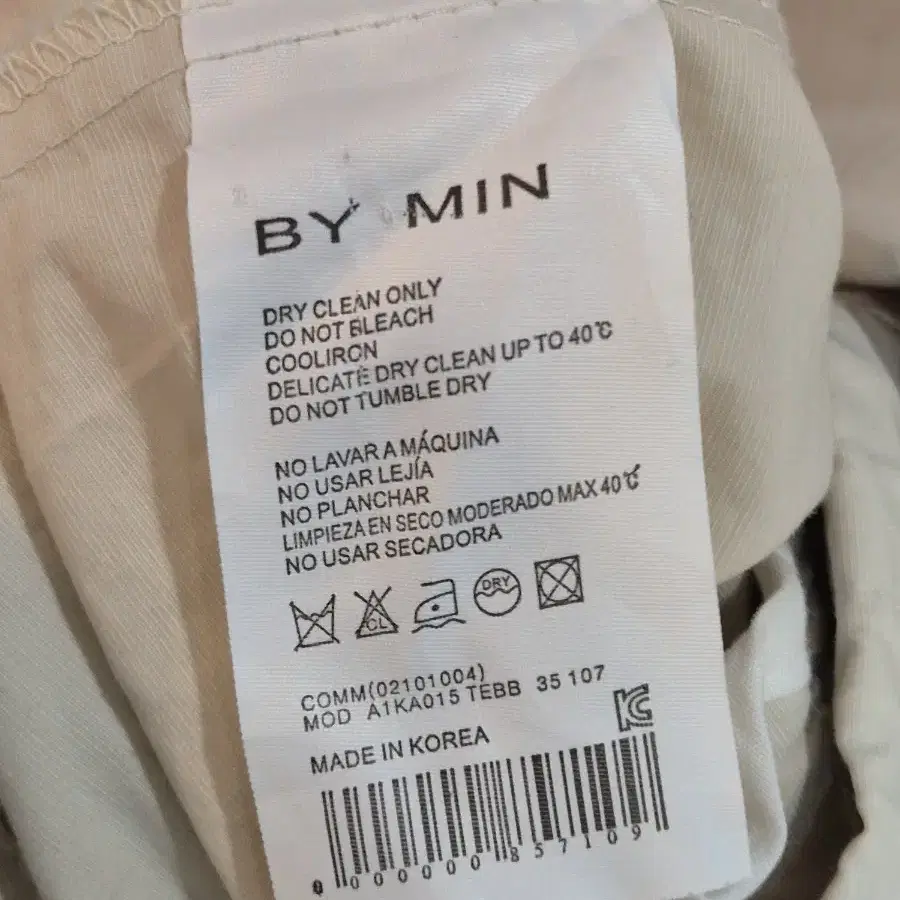 BY MIN
DRY CLEAN ONLY
DO NOT BLEACH
COOLIRON
DELICATE DRY CLEAN UP TO 40℃
DO NOT TUMBLE DRY
NO LAVAR A MÁQUINA
NO USAR LEJÍA
NO PLANCHAR
LIMPIEZA EN SECO MODERADO MAX 40℃
NO USAR SECADORA
CL DRY
COMM(02101004)
MOD A1KA015 TEBB 35 107
KC
MADE IN KOREA
0 000000 857109